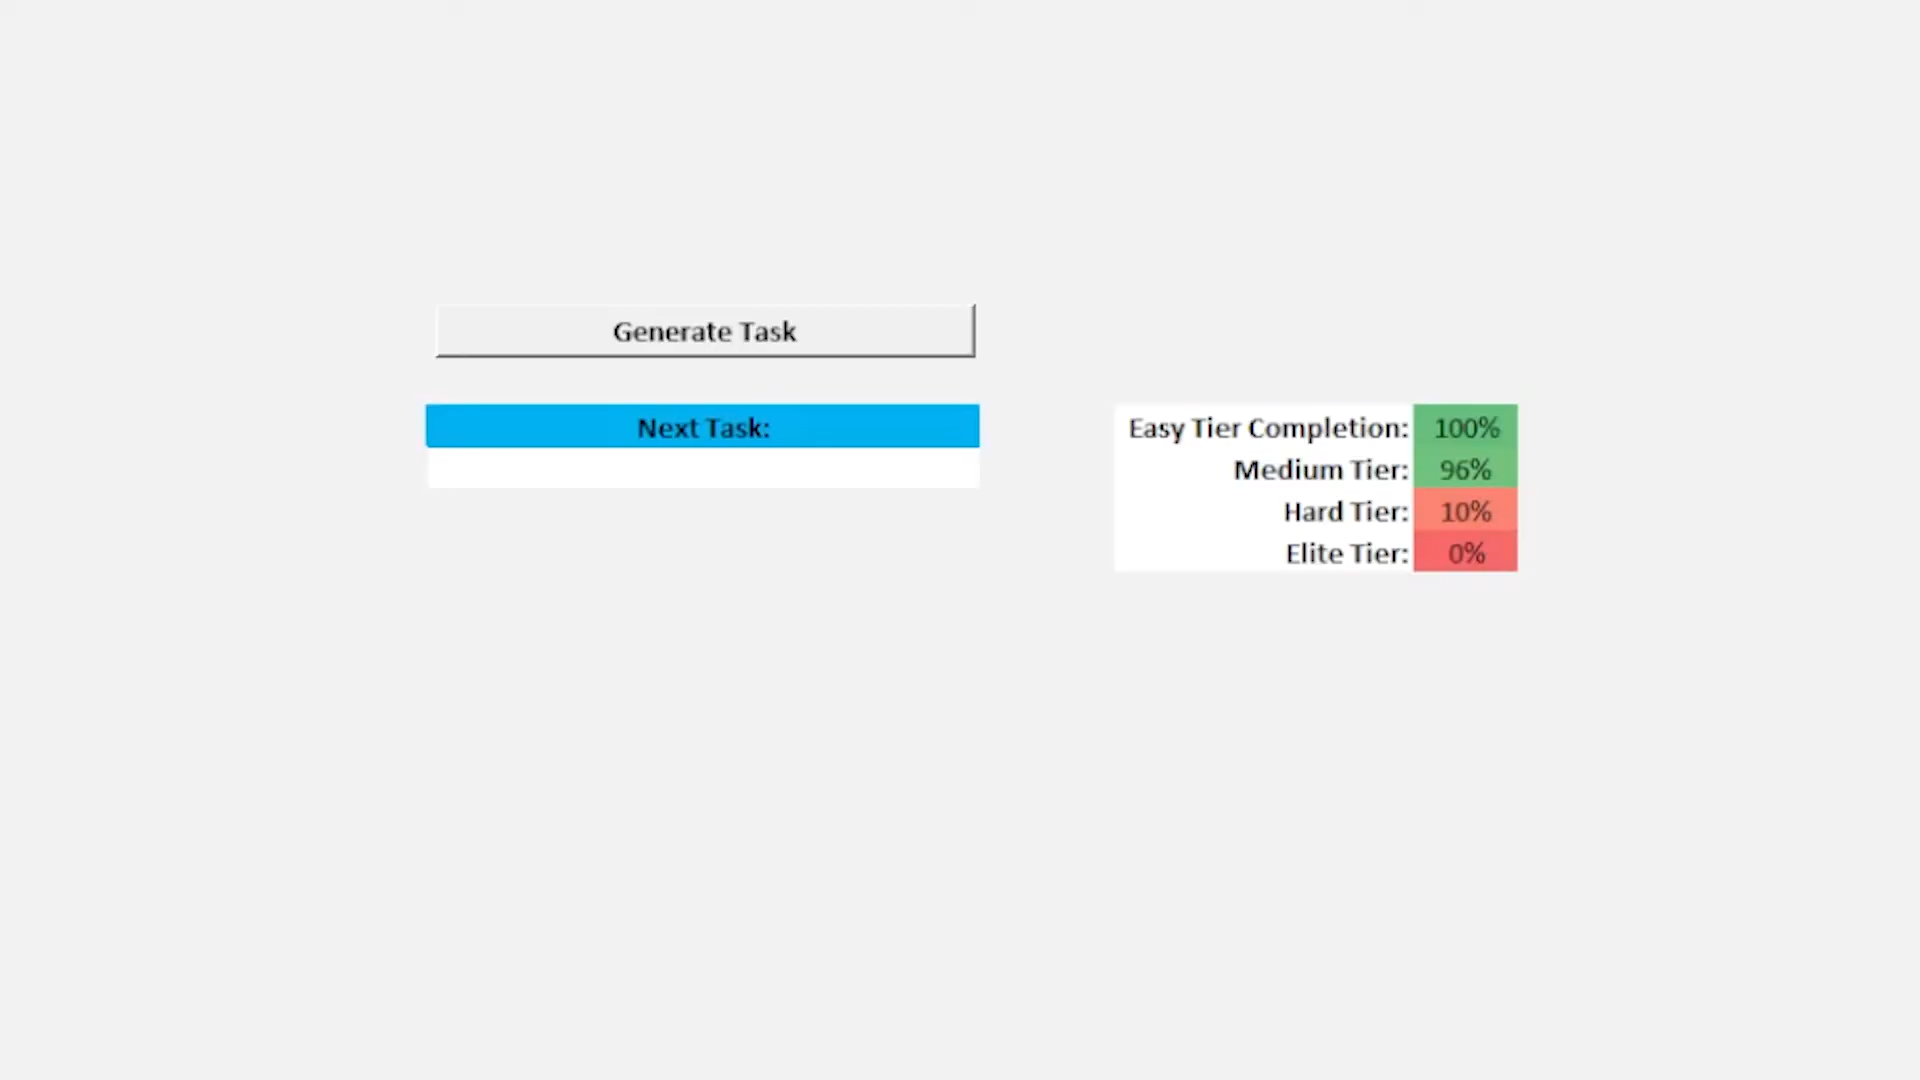 Generate Task
Next Task:
Easy Tier Completion: 100%
Medium Tier: 96%
Hard Tier: 10%
Elite Tier: 0%